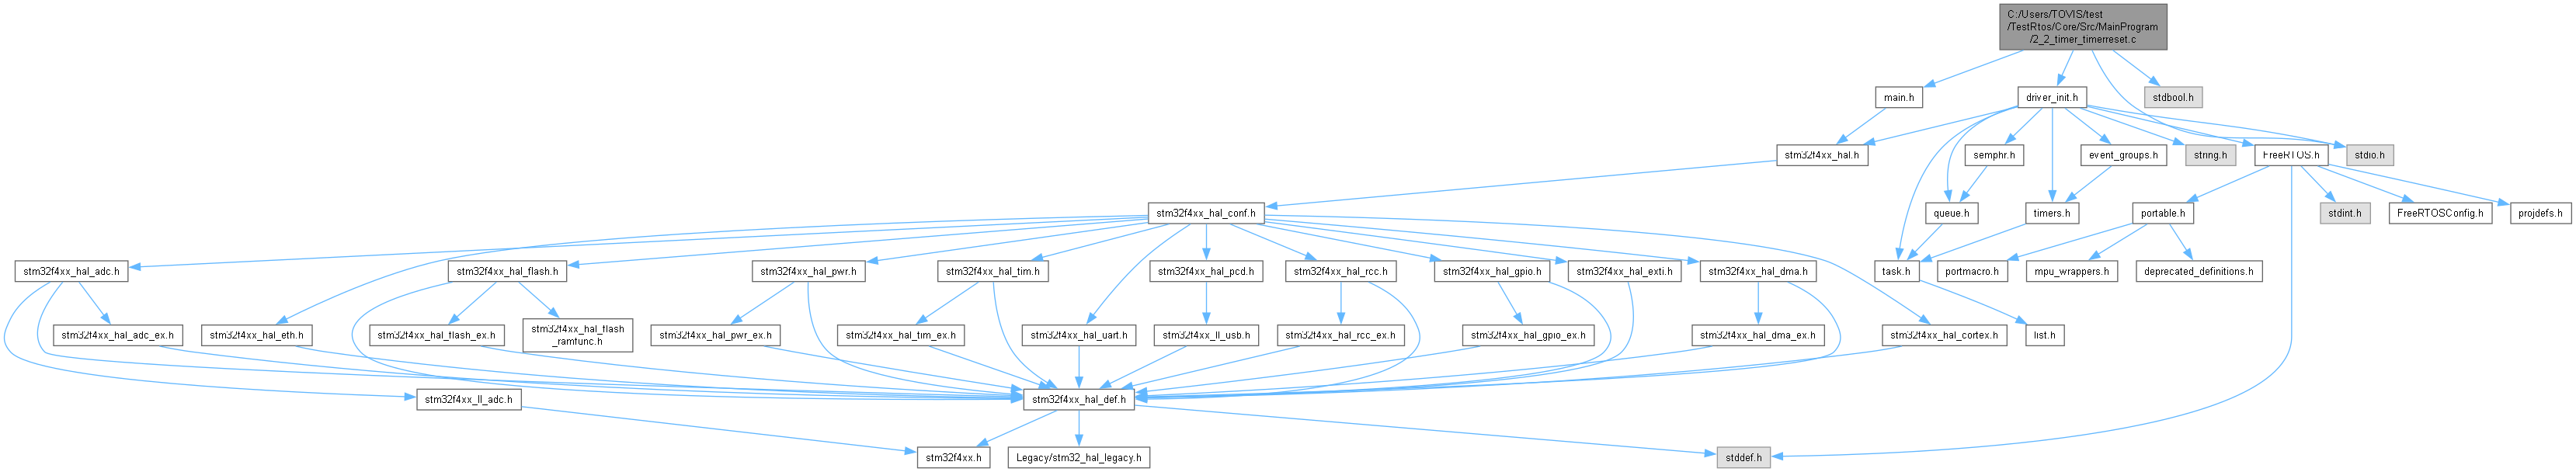 C:/Users/TOVIS/test
/TestRtos/Core/Src/MainProgram
/2_2_timer_timerreset.c
main.h
driver_init.h
stdbool.h
stm32f4xx_hal.h
semphr.h
event_groups.h
string.h
FreeRTOS.h
stdio.h
stm32f4xx_hal_conf.h
queue.h
timers.h
portable.h
stdint.h
FreeRTOSConfig.h
projdefs.h
stm32f4xx_hal_adc.h
stm32f4xx_hal_flash.h
stm32f4xx_hal_pwr.h
stm32f4xx_hal_tim.h
stm32f4xx_hal_pcd.h
stm32f4xx_hal_rcc.h
stm32f4xx_hal_gpio.h
stm32f4xx_hal_exti.h
stm32f4xx_hal_dma.h
task.h
portmacro.h
mpu_wrappers.h
deprecated_definitions.h
stm32f4xx_hal_adc_ex.h
stm32f4xx_hal_eth.h
stm32f4xx_hal_flash_ex.h
stm32f4xx_hal_flash
_ramfunc.h
stm32f4xx_hal_pwr_ex.h
stm32f4xx_hal_tim_ex.h
stm32f4xx_hal_uart.h
stm32f4xx_ll_usb.h
stm32f4xx_hal_rcc_ex.h
stm32f4xx_hal_gpio_ex.h
stm32f4xx_hal_dma_ex.h
stm32f4xx_hal_cortex.h
list.h
stm32f4xx_ll_adc.h
stm32f4xx_hal_def.h
stm32f4xx.h
Legacy/stm32_hal_legacy.h
stddef.h